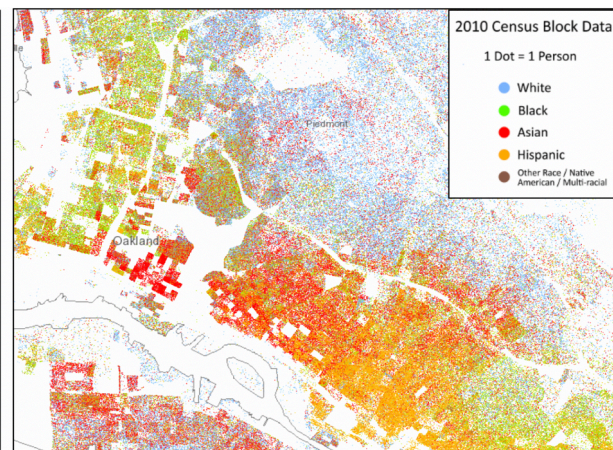 2010 Census Block Data
1 Dot = 1 Person
White
Black
Asian
Hispanic
Other Race / Native
American / Multi-racial
Piedmont
Oakland